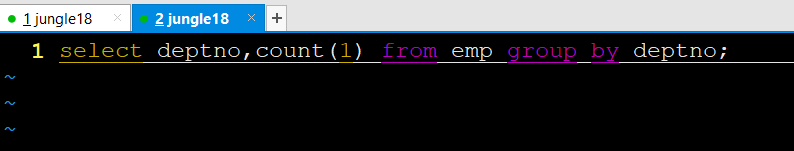 1 jungle18
2 jungle18
1 select deptno,count(1) from emp group by deptno;
~
~
~